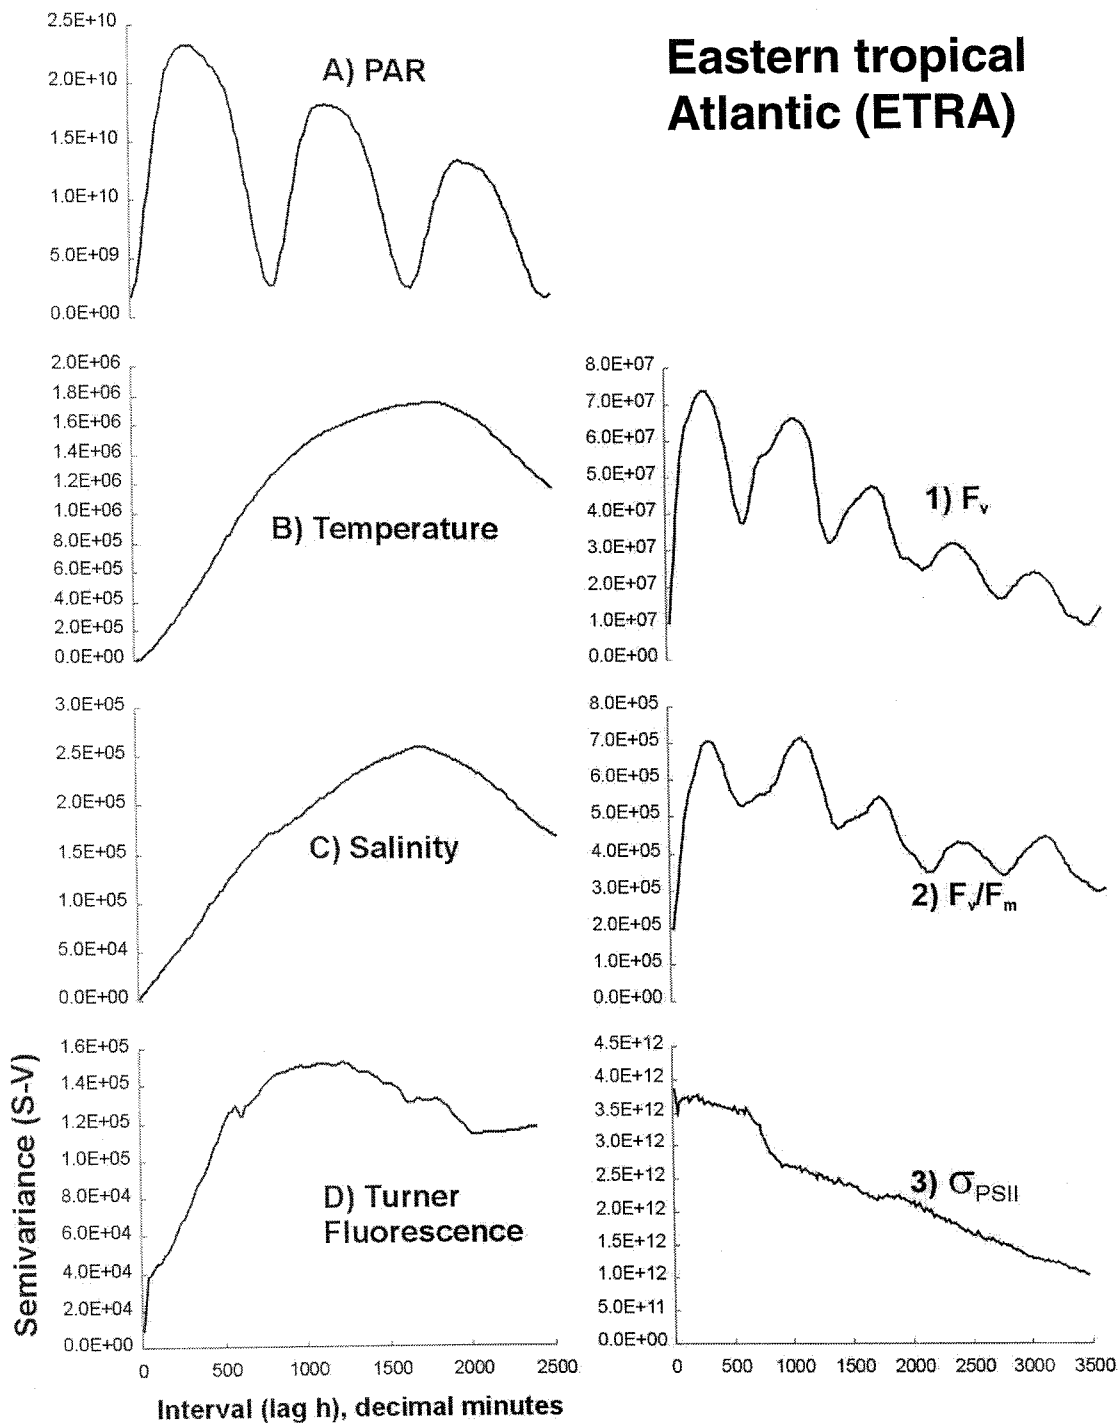 Eastern tropical
Atlantic (ETRA)
A) PAR
2.5E+10
2.0E+10
1.5E+10
1.0E+10
5.0E+09
0.0E+00
B) Temperature
2.0E+06
1.8E+06
1.6E+06
1.4E+06
1.2E+06
1.0E+06
8.0E+05
6.0E+05
4.0E+05
2.0E+05
0.0E+00
1) Fv
8.0E+07
7.0E+07
6.0E+07
5.0E+07
4.0E+07
3.0E+07
2.0E+07
1.0E+07
0.0E+00
C) Salinity
3.0E+05
2.5E+05
2.0E+05
1.5E+05
1.0E+05
5.0E+04
0.0E+00
2) Fv/Fm
8.0E+05
7.0E+05
6.0E+05
5.0E+05
4.0E+05
3.0E+05
2.0E+05
1.0E+05
0.0E+00
D) Turner
Fluorescence
1.6E+05
1.4E+05
1.2E+05
1.0E+05
8.0E+04
6.0E+04
4.0E+04
2.0E+04
0.0E+00
0 500 1000 1500 2000 2500
3) σPSII
4.5E+12
4.0E+12
3.5E+12
3.0E+12
2.5E+12
2.0E+12
1.5E+12
1.0E+12
5.0E+11
0.0E+00
0 500 1000 1500 2000 2500 3000 3500
Semivariance (S-V)
Interval (lag h), decimal minutes